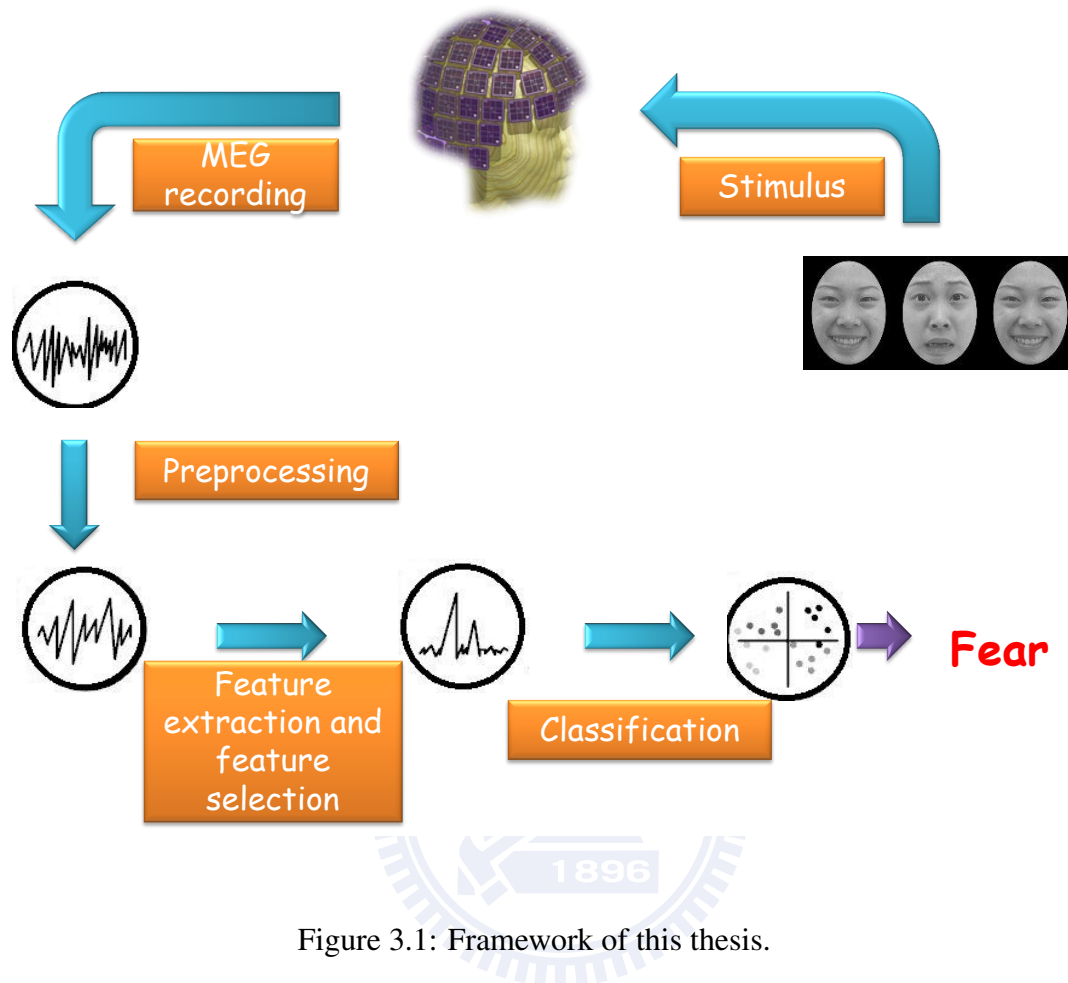 MEG
recording
Stimulus
Preprocessing
Feature
extraction and
feature
selection
Classification
Fear
1896
Figure 3.1: Framework of this thesis.